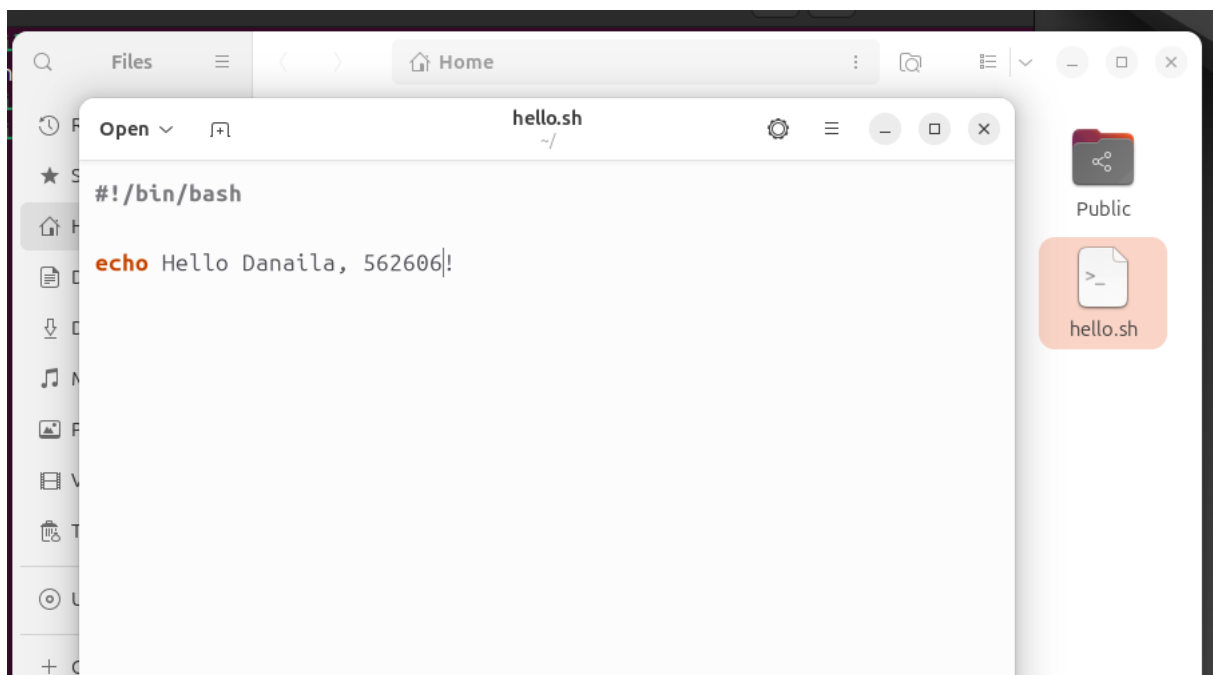 Files
Home
Open
hello.sh
~/
#!/bin/bash
echo Hello Danaila, 562606!
Public
>_
hello.sh